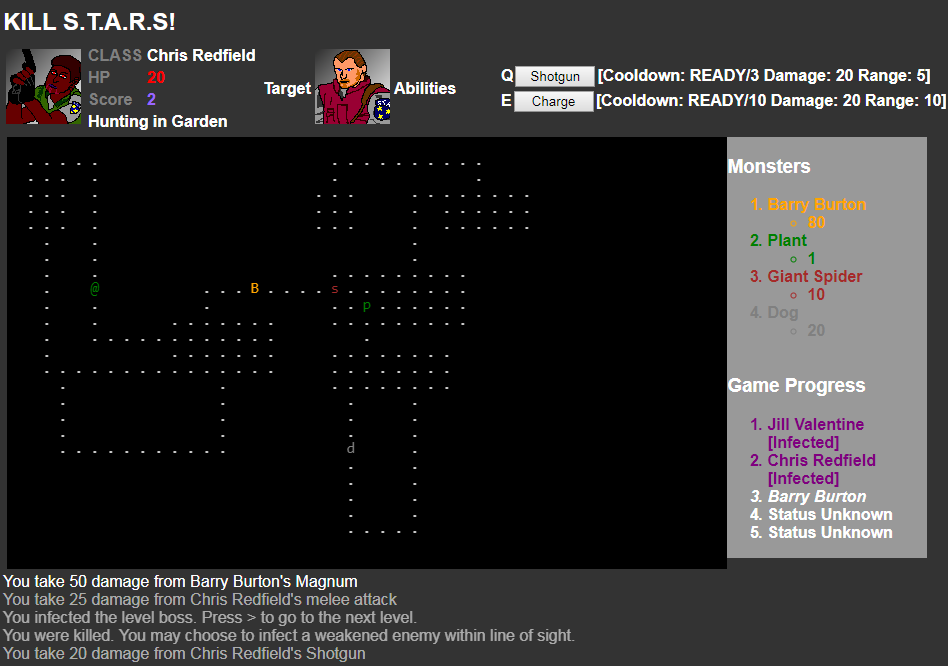 KILL S.T.A.R.S!
CLASS Chris Redfield
HP 20
Score 2
Hunting in Garden
Target
Abilities
Q Shotgun [Cooldown: READY/3 Damage: 20 Range: 5]
E Charge [Cooldown: READY/10 Damage: 20 Range: 10]
. . . . . . . . . . . . . . .
. . . . . .
. . . . . . . . . . . . . . .
. . . . . . . . . . . . . . .
. . . . . . . . . . . . .
. . .
. . . . . . . . . . . .
. @ . . . B . . . . s . . . . . . . .
. . . . . p . . . . . .
. . . . . . . . . . . . . . . . . .
. . . . . . . . . . . . . .
. . . . . . . . . . . . . . . .
. . . . . . . . . . . . . . . . . . . . . . .
. . . . . . . . . .
. . . .
. . . .
. . . .
. . . . . . . . . . . d .
. .
. .
. .
. .
. . . . .
Monsters
1. Barry Burton
80
2. Plant
1
3. Giant Spider
10
4. Dog
20
Game Progress
1. Jill Valentine
[Infected]
2. Chris Redfield
[Infected]
3. Barry Burton
4. Status Unknown
5. Status Unknown
You take 50 damage from Barry Burton's Magnum
You take 25 damage from Chris Redfield's melee attack
You infected the level boss. Press > to go to the next level.
You were killed. You may choose to infect a weakened enemy within line of sight.
You take 20 damage from Chris Redfield's Shotgun